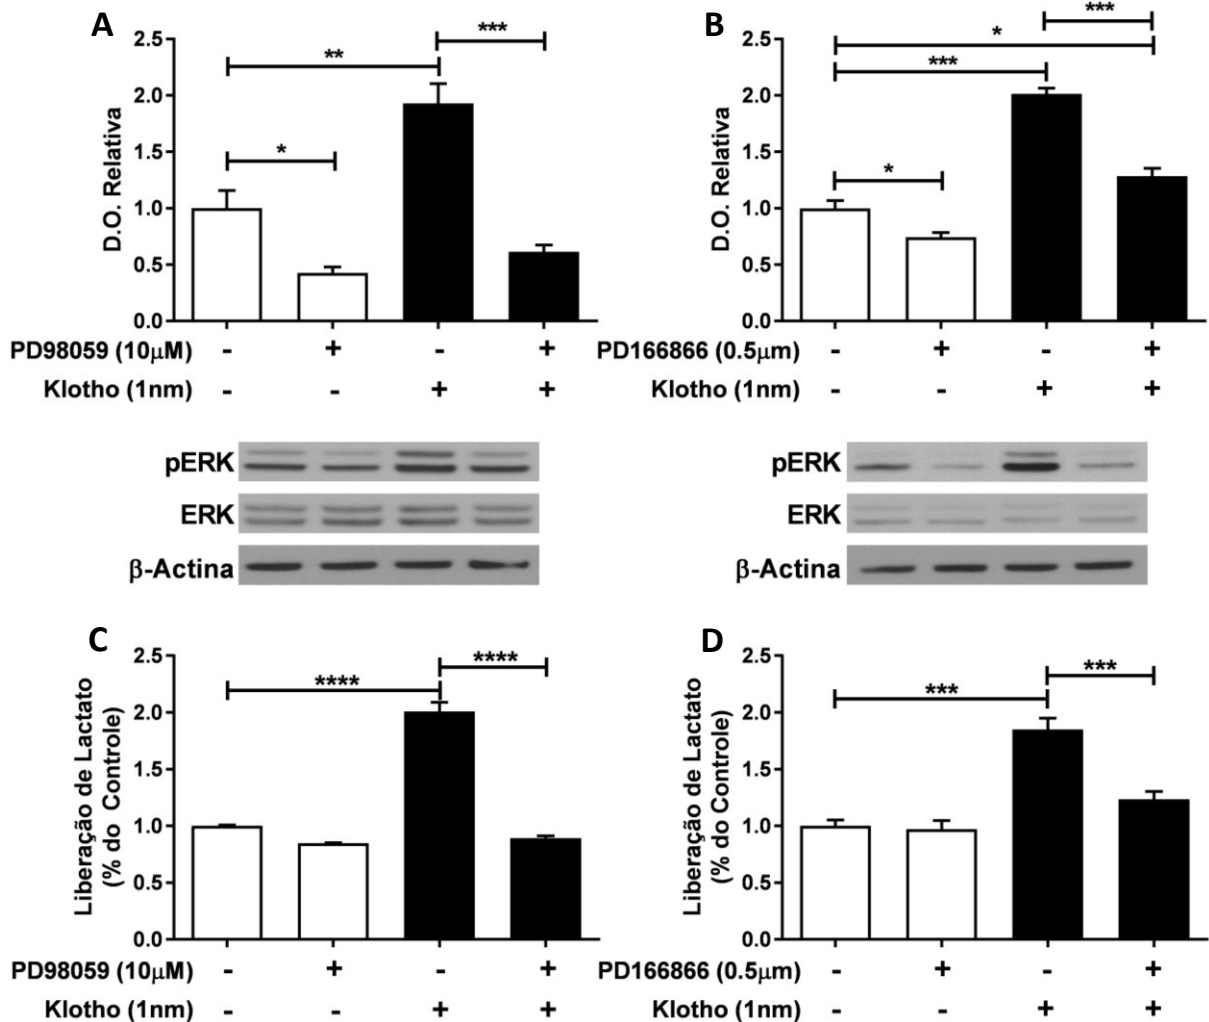 A
2.5
2.0
1.5
1.0
0.5
0.0
D.O. Relativa
*
**
***
PD98059 (10μM) - + - +
Klotho (1nm) - - + +
pERK
ERK
β-Actina
B
2.5
2.0
1.5
1.0
0.5
0.0
D.O. Relativa
***
*
***
*
PD166866 (0.5μm) - + - +
Klotho (1nm) - - + +
pERK
ERK
β-Actina
C
2.5
2.0
1.5
1.0
0.5
0.0
Liberação de Lactato
(% do Controle)
****
****
PD98059 (10μM) - + - +
Klotho (1nm) - - + +
D
2.5
2.0
1.5
1.0
0.5
0.0
Liberação de Lactato
(% do Controle)
***
***
PD166866 (0.5μm) - + - +
Klotho (1nm) - - + +